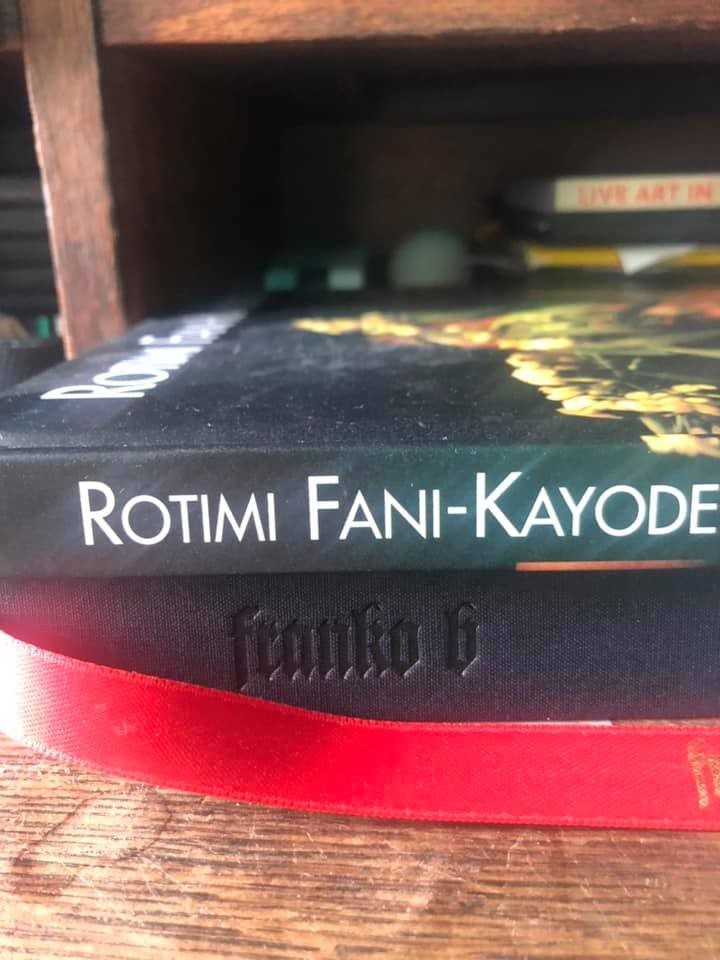 LIVE ART IN
ROTIMI FANI-KAYODE
franko b